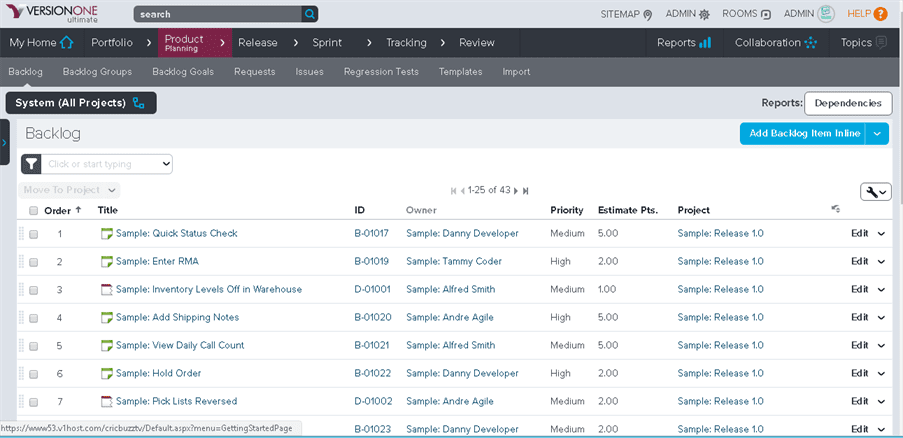 VERSIONONE
ultimate
search
SITEMAP ADMIN ROOMS ADMIN HELP ?
My Home Portfolio Product Planning Release Sprint Tracking Review Reports Collaboration Topics
Backlog Backlog Groups Backlog Goals Requests Issues Regression Tests Templates Import
System (All Projects) Reports: Dependencies
Backlog Add Backlog Item Inline
Click or start typing
Move To Project 1-25 of 43
Order Title ID Owner Priority Estimate Pts. Project
1 Sample: Quick Status Check B-01017 Sample: Danny Developer Medium 5.00 Sample: Release 1.0 Edit
2 Sample: Enter RMA B-01019 Sample: Tammy Coder High 2.00 Sample: Release 1.0 Edit
3 Sample: Inventory Levels Off in Warehouse D-01001 Sample: Alfred Smith Medium 1.00 Sample: Release 1.0 Edit
4 Sample: Add Shipping Notes B-01020 Sample: Andre Agile High 5.00 Sample: Release 1.0 Edit
5 Sample: View Daily Call Count B-01021 Sample: Alfred Smith Medium 5.00 Sample: Release 1.0 Edit
6 Sample: Hold Order B-01022 Sample: Danny Developer High 2.00 Sample: Release 1.0 Edit
7 Sample: Pick Lists Reversed D-01002 Sample: Andre Agile Medium 2.00 Sample: Release 1.0 Edit
https://www53.v1host.com/cricbuzztv/Default.aspx?menu=GettingStartedPage B-01023 Sample: Danny Developer Medium 2.00 Sample: Release 1.0 Edit